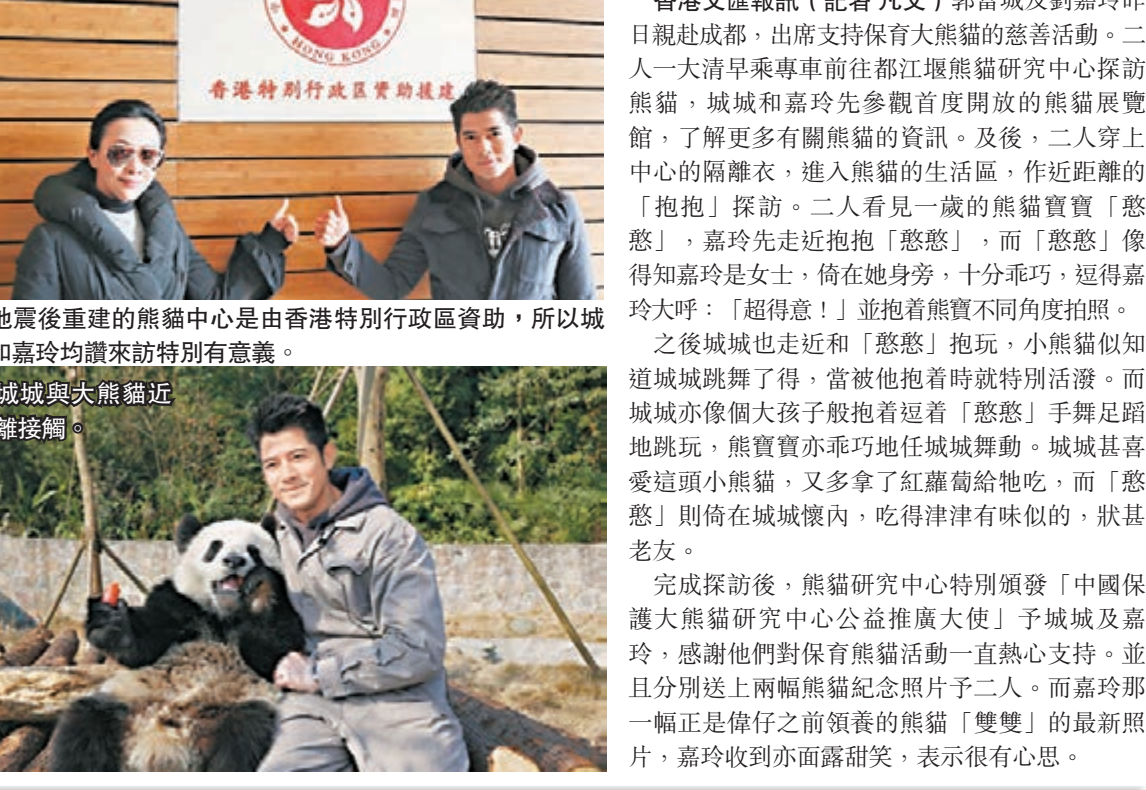 HONG KONG
香港特別行政區資助援建
地震後重建的熊貓中心是由香港特別行政區資助，所以城
和嘉玲均讚來訪特別有意義。
城城與大熊貓近
離接觸。
香港文匯報訊（記者 凡文）郭富城及劉嘉玲昨
日親赴成都，出席支持保育大熊貓的慈善活動。二
人一大清早乘專車前往都江堰熊貓研究中心探訪
熊貓，城城和嘉玲先參觀首度開放的熊貓展覽
館，了解更多有關熊貓的資訊。及後，二人穿上
中心的隔離衣，進入熊貓的生活區，作近距離的
「抱抱」探訪。二人看見一歲的熊貓寶寶「憨
憨」，嘉玲先走近抱抱「憨憨」，而「憨憨」像
得知嘉玲是女士，倚在她身旁，十分乖巧，逗得嘉
玲大呼：「超得意！」並抱着熊寶不同角度拍照。
之後城城也走近和「憨憨」抱玩，小熊貓似知
道城城跳舞了得，當被他抱着時就特別活潑。而
城城亦像個大孩子般抱着逗着「憨憨」手舞足蹈
地跳玩，熊寶寶亦乖巧地任城城舞動。城城甚喜
愛這頭小熊貓，又多拿了紅蘿蔔給牠吃，而「憨
憨」則倚在城城懷內，吃得津津有味似的，狀甚
老友。
完成探訪後，熊貓研究中心特別頒發「中國保
護大熊貓研究中心公益推廣大使」予城城及嘉
玲，感謝他們對保育熊貓活動一直熱心支持。並
且分別送上兩幅熊貓紀念照片予二人。而嘉玲那
一幅正是偉仔之前領養的熊貓「雙雙」的最新照
片，嘉玲收到亦面露甜笑，表示很有心思。